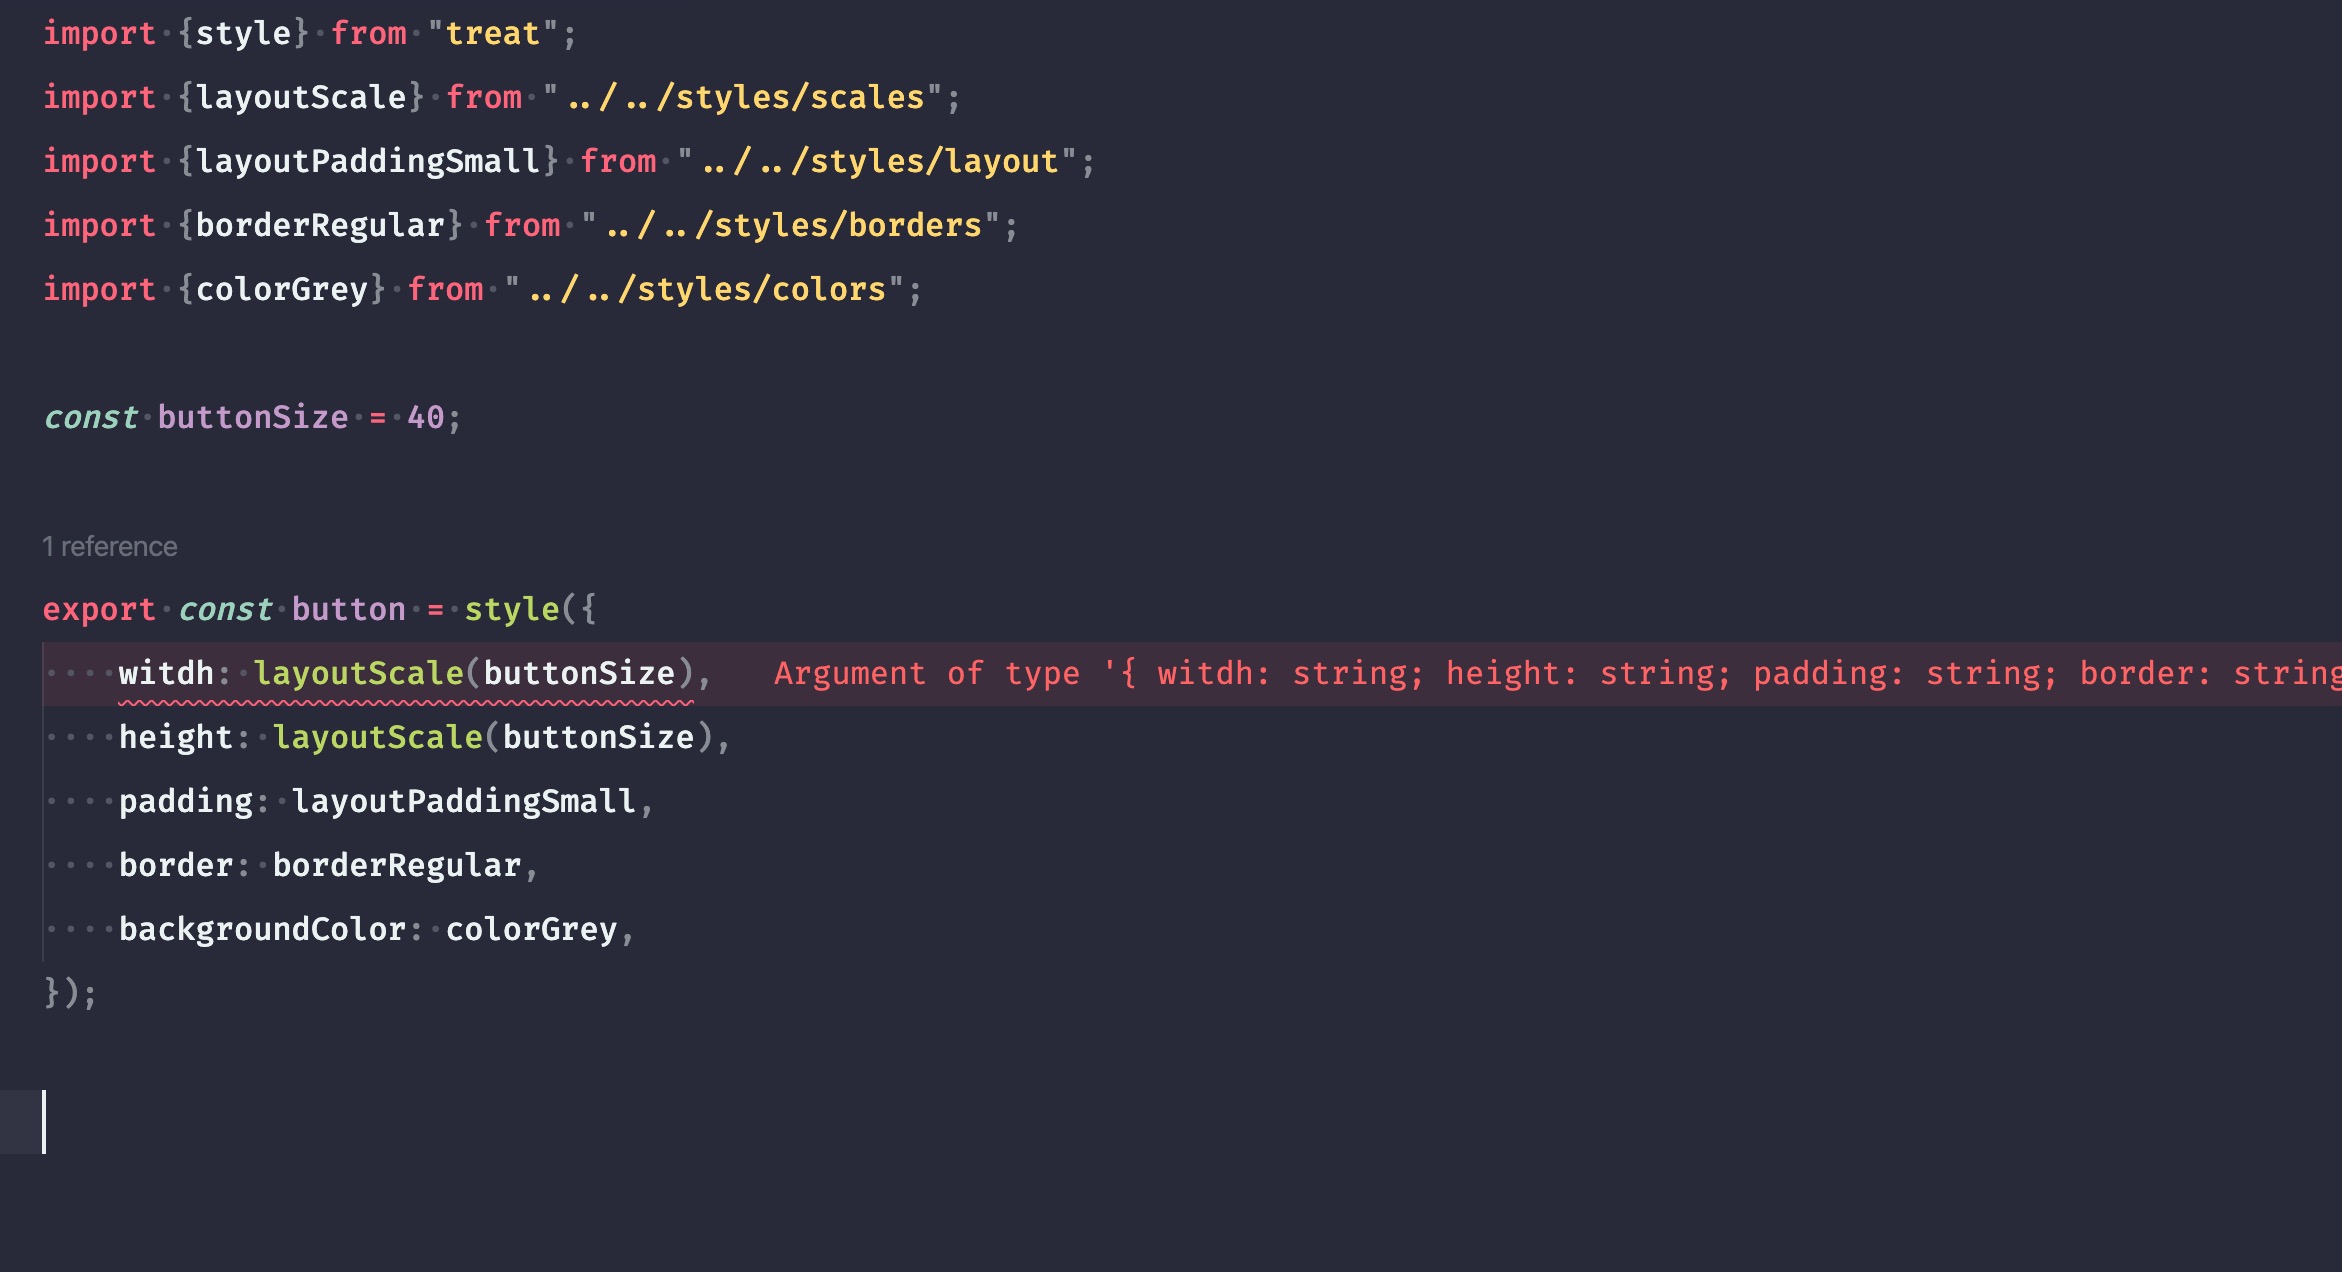 import {style} from "treat";
import {layoutScale} from "../../styles/scales";
import {layoutPaddingSmall} from "../../styles/layout";
import {borderRegular} from "../../styles/borders";
import {colorGrey} from "../../styles/colors";
const buttonSize = 40;
1 reference
export const button = style({
    witdh: layoutScale(buttonSize),   Argument of type '{ witdh: string; height: string; padding: string; border: string
    height: layoutScale(buttonSize),
    padding: layoutPaddingSmall,
    border: borderRegular,
    backgroundColor: colorGrey,
});